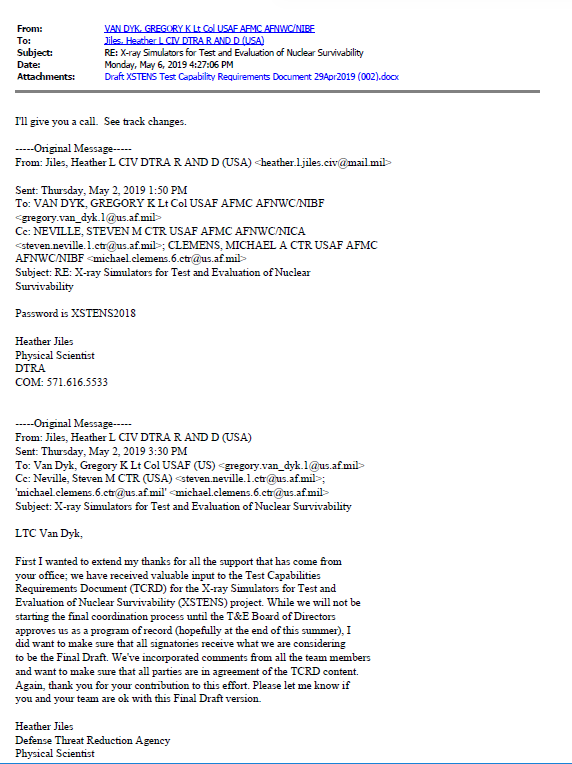 From: VAN DYK, GREGORY K Lt Col USAF AFMC AFNWC/NIBF
To: Jiles, Heather L CIV DTRA R AND D (USA)
Subject: RE: X-ray Simulators for Test and Evaluation of Nuclear Survivability
Date: Monday, May 6, 2019 4:27:06 PM
Attachments: Draft XSTENS Test Capability Requirements Document 29Apr2019 (002).docx
I'll give you a call.  See track changes.
-----Original Message-----
From: Jiles, Heather L CIV DTRA R AND D (USA) <heather.l.jiles.civ@mail.mil>
Sent: Thursday, May 2, 2019 1:50 PM
To: VAN DYK, GREGORY K Lt Col USAF AFMC AFNWC/NIBF
<gregory.van_dyk.1@us.af.mil>
Cc: NEVILLE, STEVEN M CTR USAF AFMC AFNWC/NICA
<steven.neville.1.ctr@us.af.mil>; CLEMENS, MICHAEL A CTR USAF AFMC
AFNWC/NIBF <michael.clemens.6.ctr@us.af.mil>
Subject: RE: X-ray Simulators for Test and Evaluation of Nuclear
Survivability
Password is XSTENS2018
Heather Jiles
Physical Scientist
DTRA
COM: 571.616.5533
-----Original Message-----
From: Jiles, Heather L CIV DTRA R AND D (USA)
Sent: Thursday, May 2, 2019 3:30 PM
To: Van Dyk, Gregory K Lt Col USAF (US) <gregory.van_dyk.1@us.af.mil>
Cc: Neville, Steven M CTR (USA) <steven.neville.1.ctr@us.af.mil>;
'michael.clemens.6.ctr@us.af.mil' <michael.clemens.6.ctr@us.af.mil>
Subject: X-ray Simulators for Test and Evaluation of Nuclear Survivability
LTC Van Dyk,
First I wanted to extend my thanks for all the support that has come from
your office; we have received valuable input to the Test Capabilities
Requirements Document (TCRD) for the X-ray Simulators for Test and
Evaluation of Nuclear Survivability (XSTENS) project. While we will not be
starting the final coordination process until the T&E Board of Directors
approves us as a program of record (hopefully at the end of this summer), I
did want to make sure that all signatories receive what we are considering
to be the Final Draft. We've incorporated comments from all the team members
and want to make sure that all parties are in agreement of the TCRD content.
Again, thank you for your contribution to this effort. Please let me know if
you and your team are ok with this Final Draft version.
Heather Jiles
Defense Threat Reduction Agency
Physical Scientist